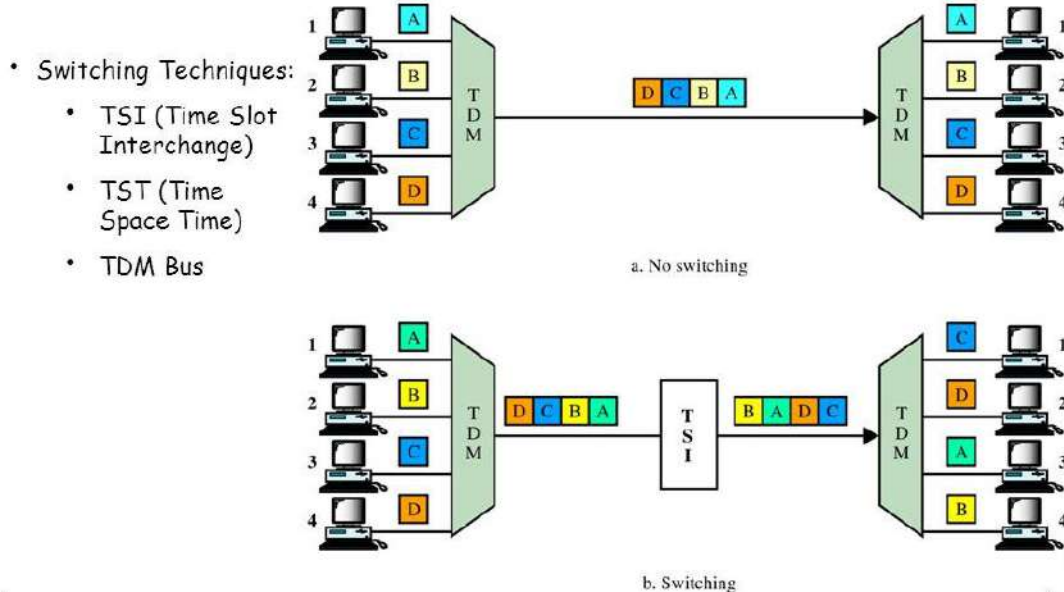 • Switching Techniques:
• TSI (Time Slot
Interchange)
• TST (Time
Space Time)
• TDM Bus
1 A
2 B
3 C
4 D
TDM
D C B A
TDM
A 1
B 2
C 3
D 4
a. No switching
1 A
2 B
3 C
4 D
TDM
D C B A
TSI
B A D C
TDM
C 1
D 2
A 3
B 4
b. Switching